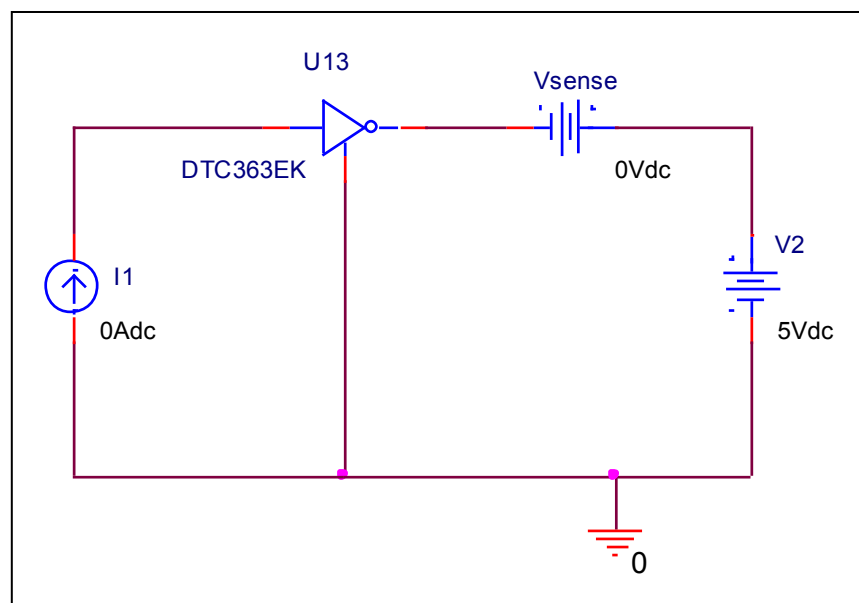 U13
Vsense
DTC363EK
0Vdc
V2
I1
0Adc
5Vdc
0